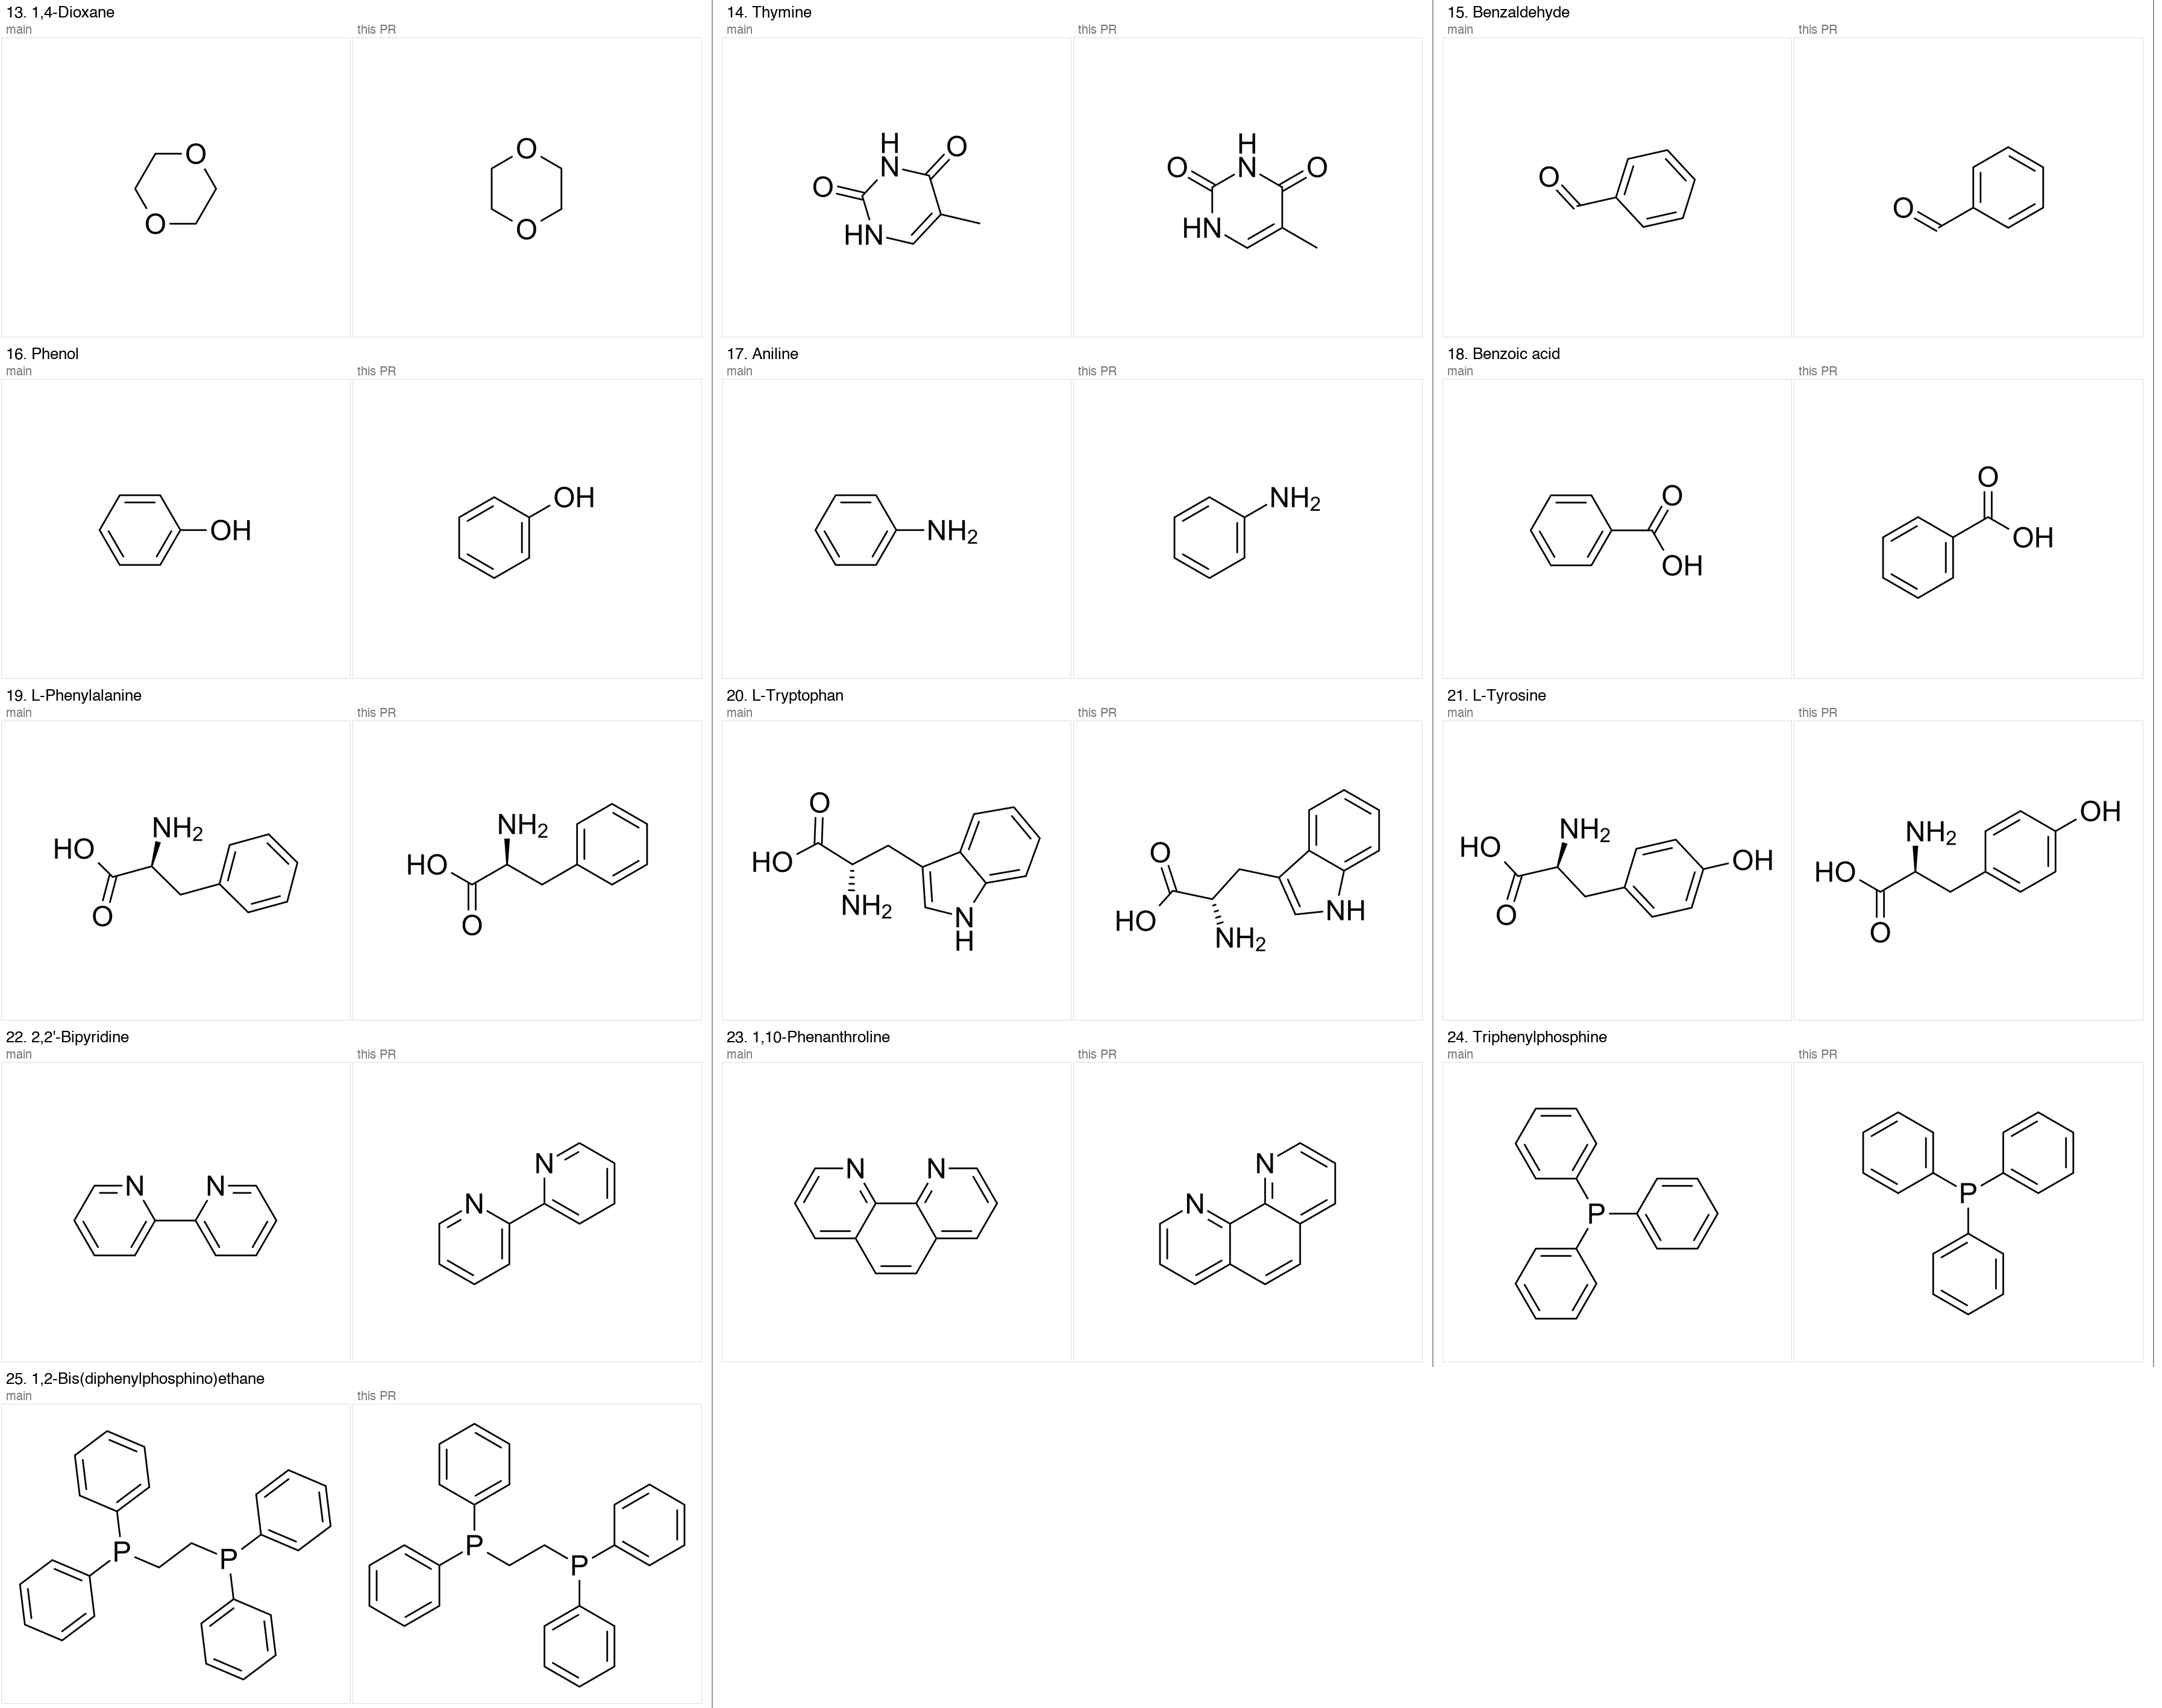 13. 1,4-Dioxane
main this PR
O O
O O
14. Thymine
main this PR
H H
N O O N O
O
HN HN
15. Benzaldehyde
main this PR
O O
16. Phenol
main this PR
OH OH
17. Aniline
main this PR
NH2 NH2
18. Benzoic acid
main this PR
O O
OH OH
19. L-Phenylalanine
main this PR
NH2 NH2
HO HO
O O
20. L-Tryptophan
main this PR
O O
HO HO
NH2 NH2
N NH
H
21. L-Tyrosine
main this PR
NH2 OH NH2 OH
HO HO
O O
22. 2,2'-Bipyridine
main this PR
N N N
N
23. 1,10-Phenanthroline
main this PR
N N N
N
24. Triphenylphosphine
main this PR
P P
25. 1,2-Bis(diphenylphosphino)ethane
main this PR
P P P P